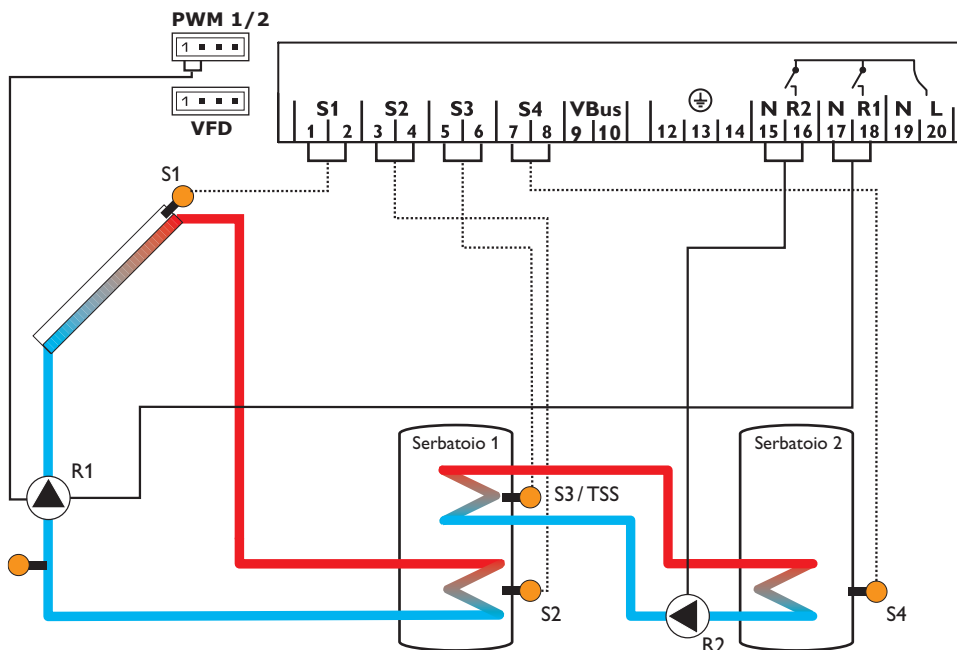 PWM 1/2
1
1
VFD
S1 S2 S3 S4 VBus N R2 N R1 N L
1 2 3 4 5 6 7 8 9 10 12 13 14 15 16 17 18 19 20
S1
Serbatoio 1
Serbatoio 2
R1
S3 / TSS
S2
R2
S4